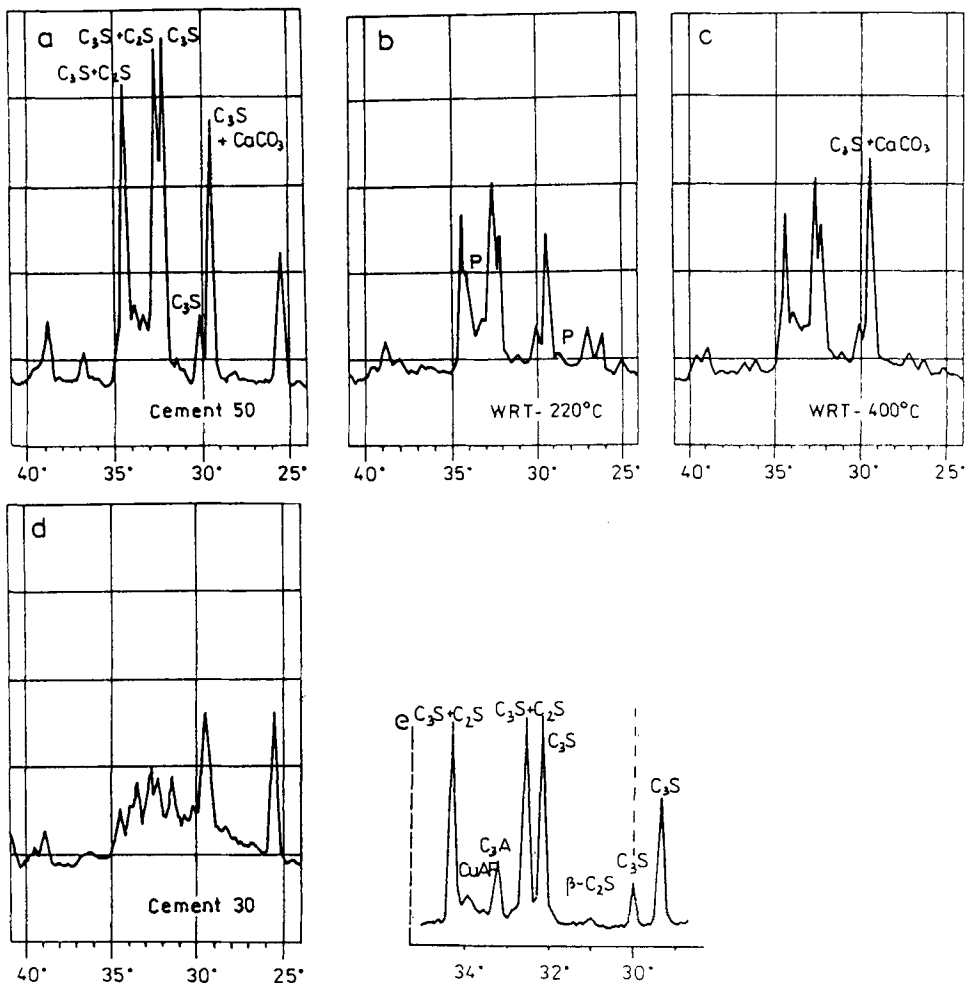 a
C₃S+C₂S
C₃S
C₃S+C₂S
C₃S
+ CaCO₃
C₃S
Cement 50
40° 35° 30° 25°
b
P
P
WRT-220°C
40° 35° 30° 25°
c
C₃S+CaCO₃
WRT-400°C
40° 35° 30° 25°
d
Cement 30
40° 35° 30° 25°
e
C₃S+C₂S
C₃S+C₂S
C₃S
C₃S
C₃A
CuAF
β-C₂S
C₃S
34° 32° 30°